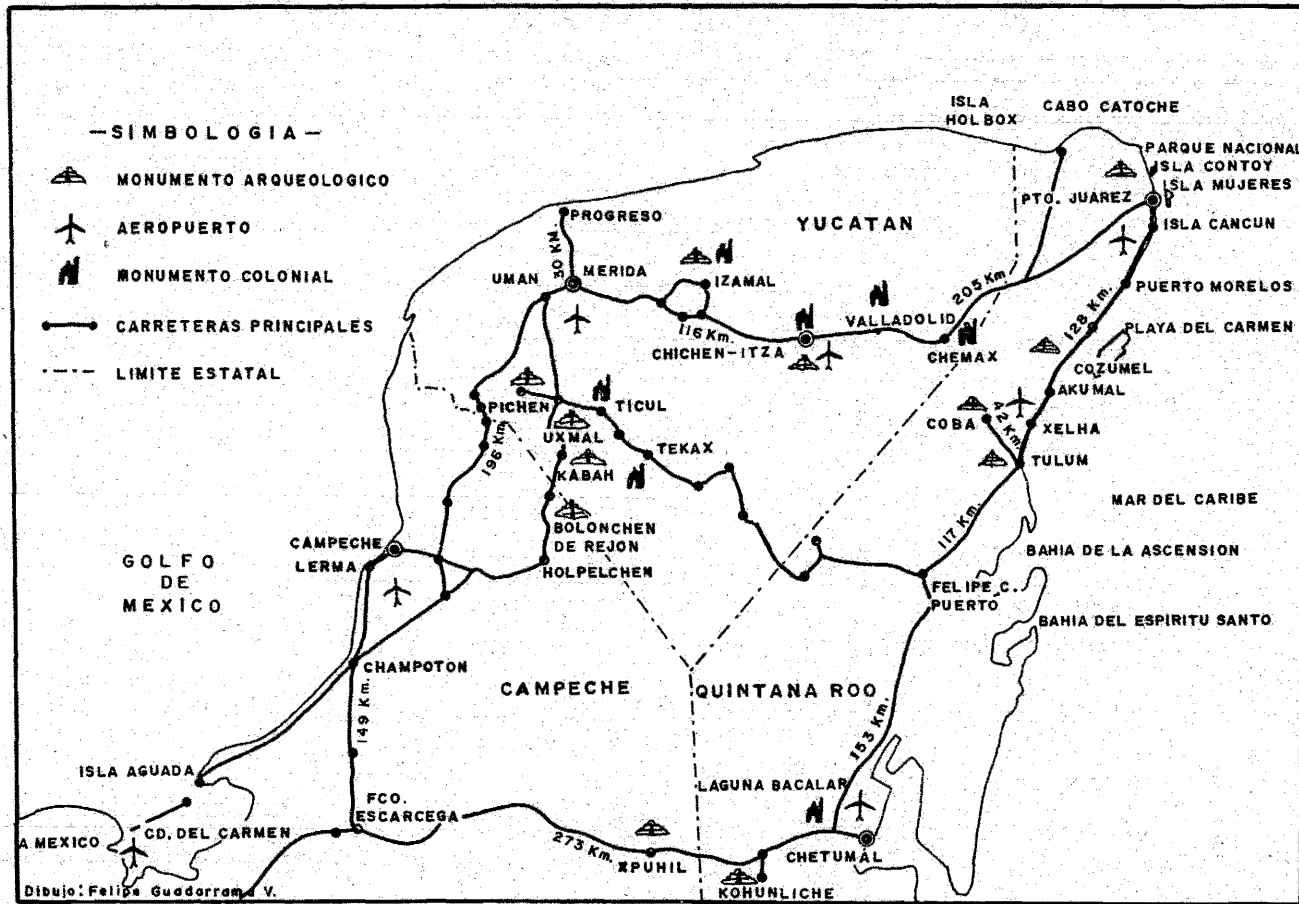 —SIMBOLOGIA—
MONUMENTO ARQUEOLOGICO
AEROPUERTO
MONUMENTO COLONIAL
CARRETERAS PRINCIPALES
LIMITE ESTATAL
ISLA
HOLBOX
CABO CATOCHE
PARQUE NACIONAL
ISLA CONTOY
ISLA MUJERES
PTO. JUAREZ
ISLA CANCUN
YUCATAN
PROGRESO
30 KM.
UMAN
MERIDA
IZAMAL
205 Km.
PUERTO MORELOS
128 Km.
VALLADOLID
116 Km.
CHICHEN-ITZA
CHEMAX
PLAYA DEL CARMEN
COZUMEL
AKUMAL
PICHEN
TICUL
COBA
42 Km.
XELHA
UXMAL
TEKAX
196 Km.
KABAH
TULUM
MAR DEL CARIBE
BOLONCHEN
DE REJON
117 Km.
CAMPECHE
LERMA
HOLPELCHEN
BAHIA DE LA ASCENSION
GOLFO
DE
MEXICO
FELIPE C.
PUERTO
BAHIA DEL ESPIRITU SANTO
CHAMPOTON
CAMPECHE
QUINTANA ROO
149 Km.
153 Km.
ISLA AGUADA
LAGUNA BACALAR
FCO.
ESCARCEGA
CD. DEL CARMEN
A MEXICO
273 Km.
XPUHIL
CHETUMAL
KOHUNLICHE
Dibujo: Felipe Guadarrama V.